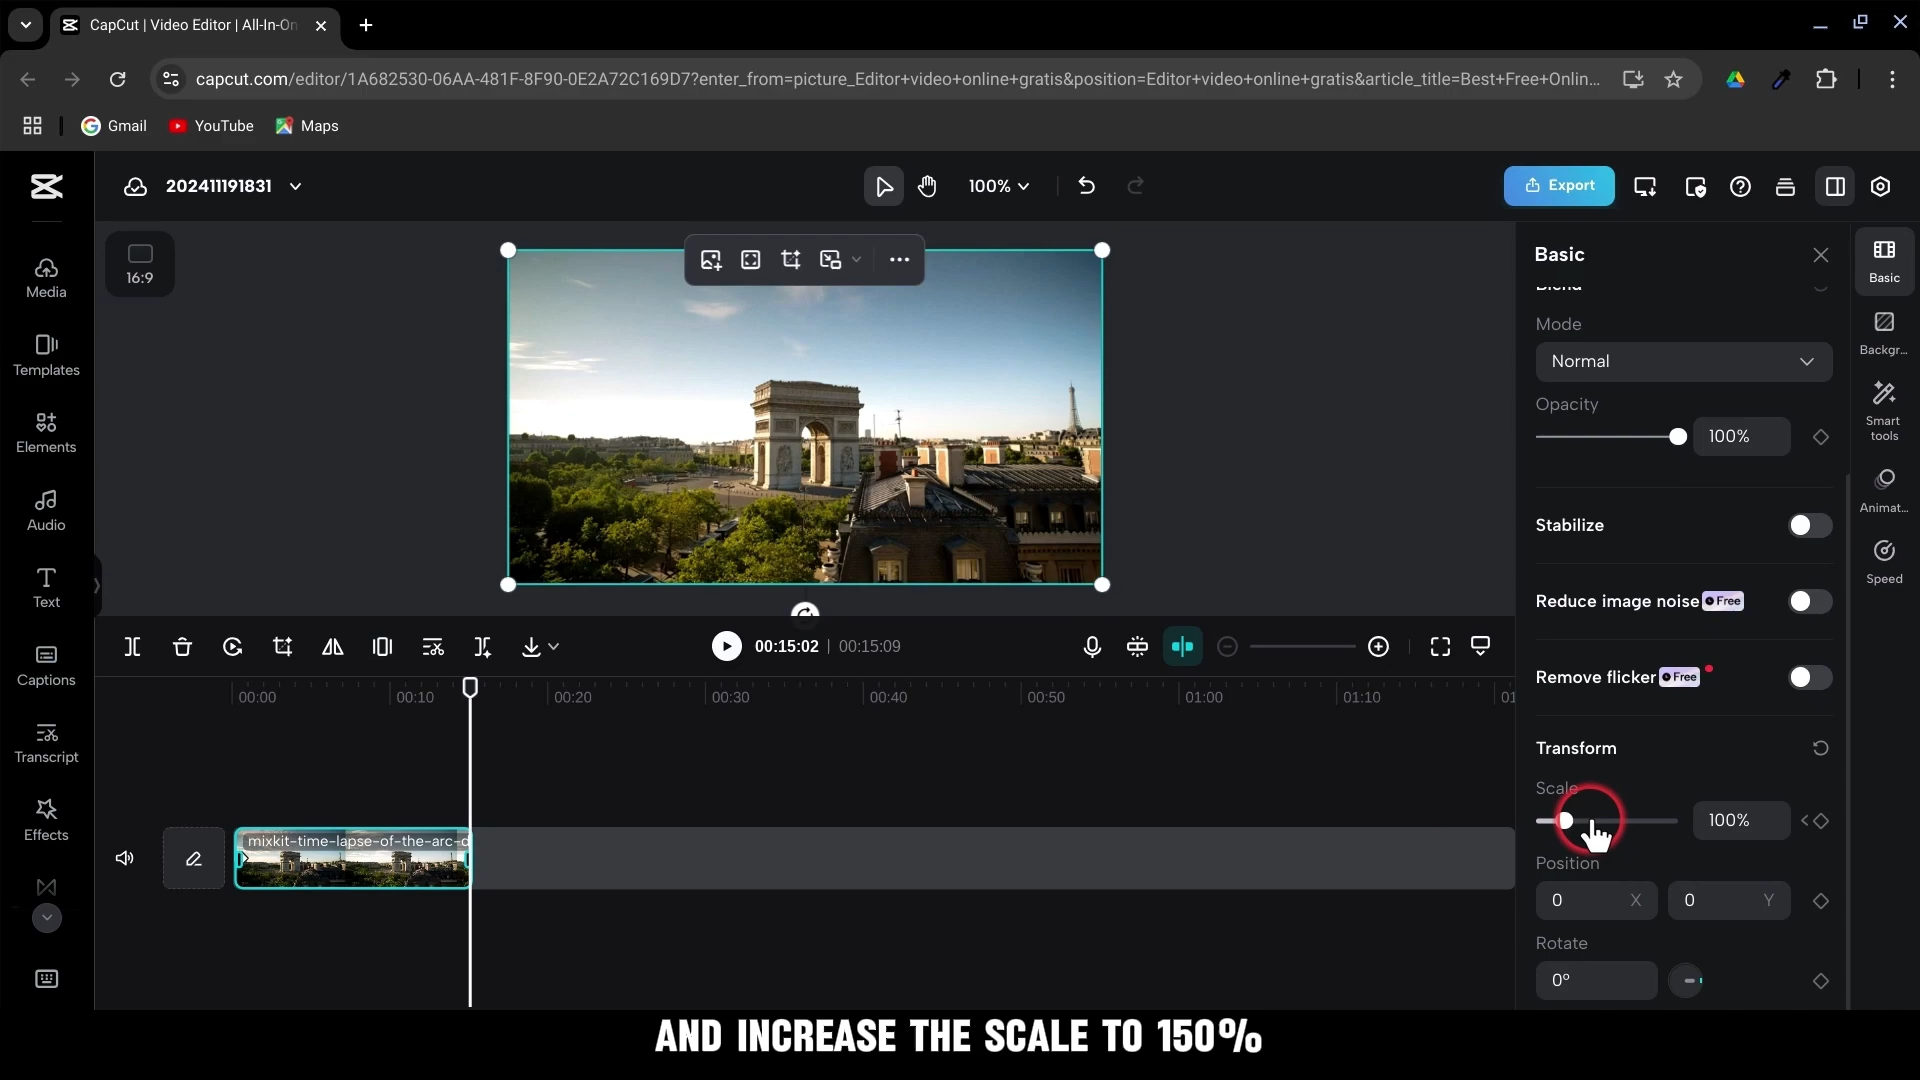 CapCut | Video Editor | All-In-On
capcut.com/editor/1A682530-06AA-481F-8F90-0E2A72C169D7?enter_from=picture_Editor+video+online+gratis&position=Editor+video+online+gratis&article_title=Best+Free+Onlin...
Gmail
YouTube
Maps
202411191831
100%
Export
16:9
Media
Templates
Elements
Audio
Text
Captions
Transcript
Effects
Basic
Blend
Mode
Normal
Opacity
100%
Stabilize
Reduce image noise Free
Remove flicker Free
Transform
Scale
100%
Position
0 X 0 Y
Rotate
0°
Basic
Backgr...
Smart
tools
Animat...
Speed
00:15:02 | 00:15:09
00:00 00:10 00:20 00:30 00:40 00:50 01:00 01:10 01
mixkit-time-lapse-of-the-arc-d
AND INCREASE THE SCALE TO 150%